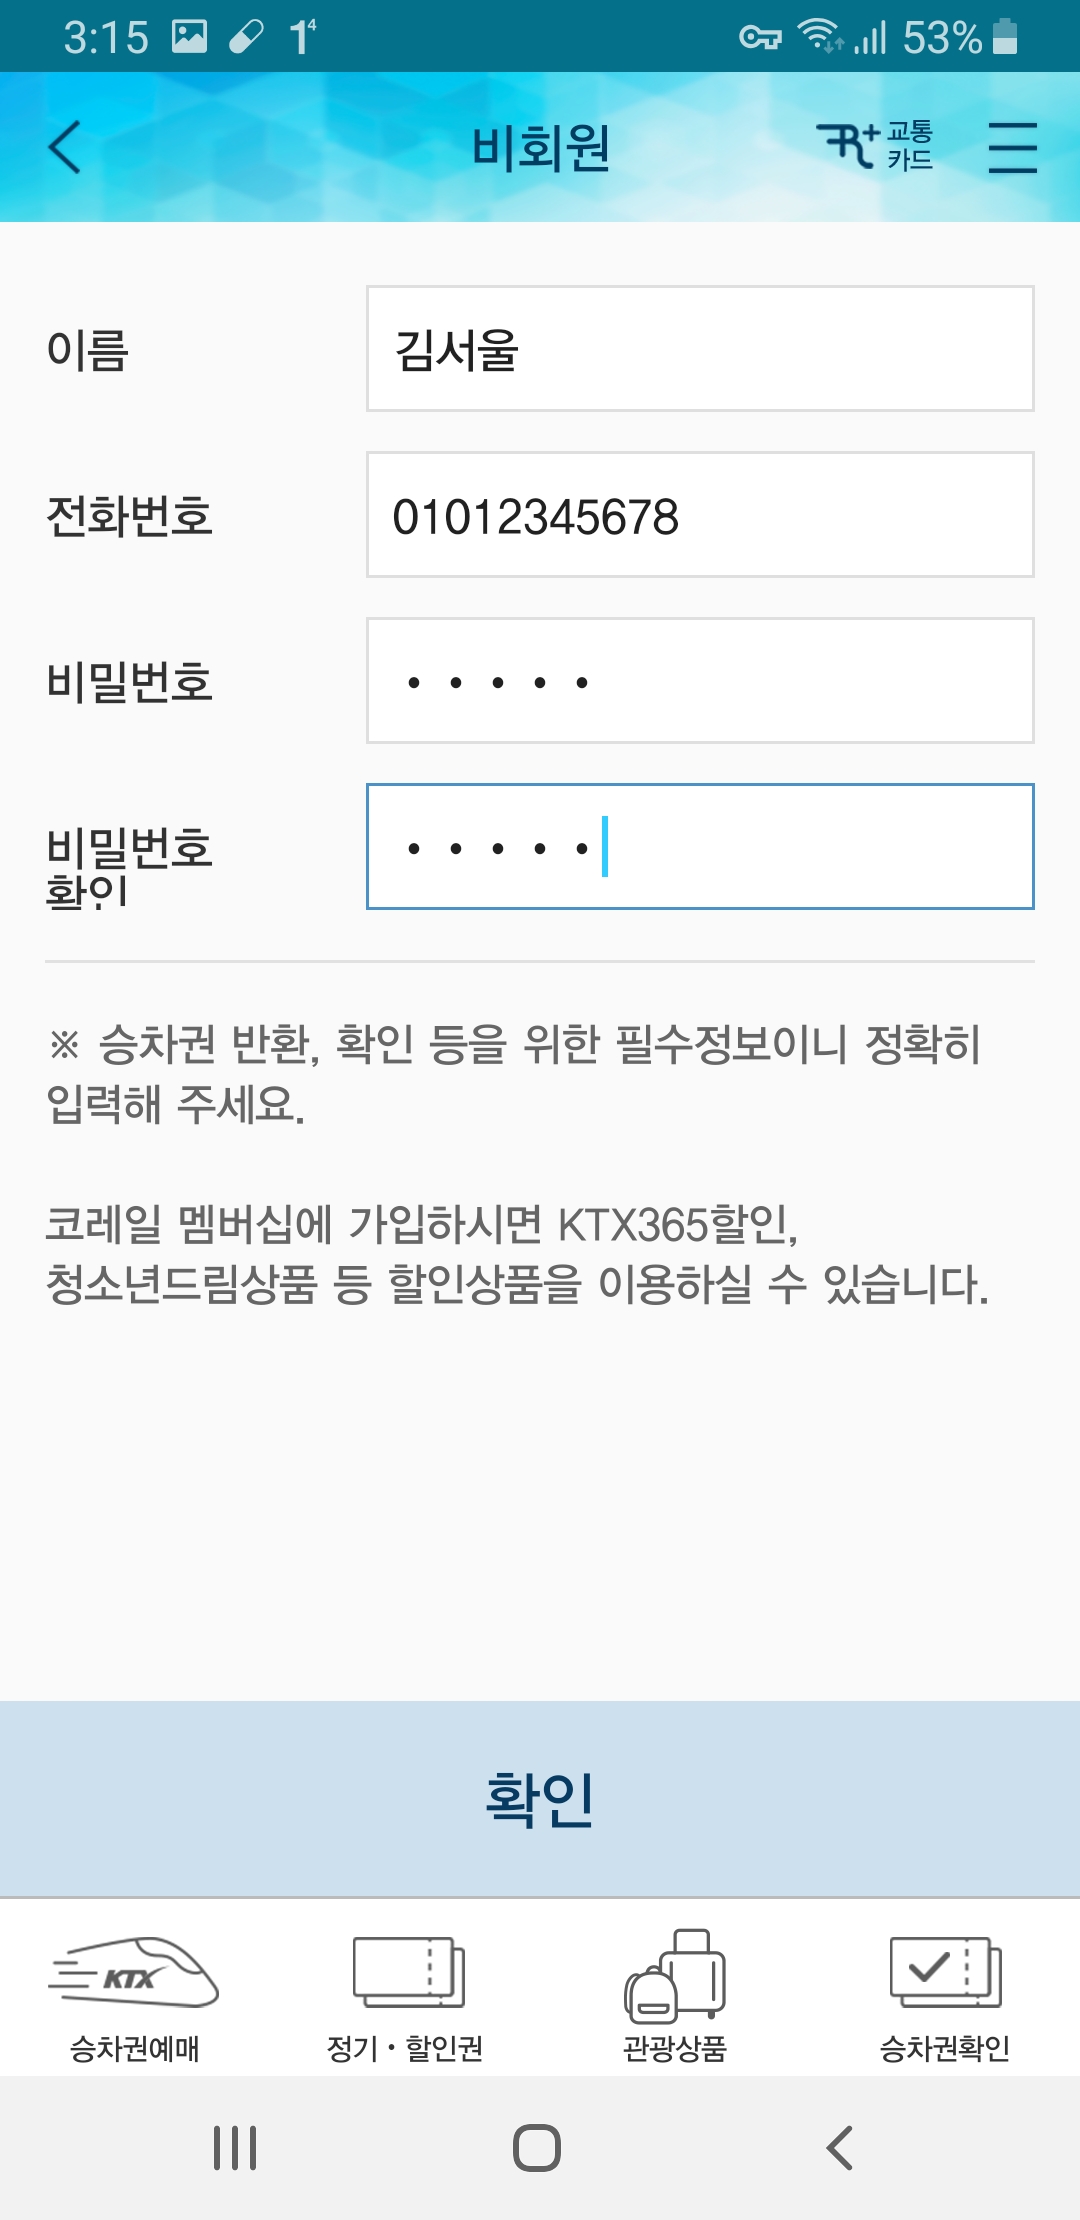 3:15 1⁴ 53%
비회원
R+ 교통
카드
이름 김서울
전화번호 01012345678
비밀번호 •••••
비밀번호 •••••
확인
※ 승차권 반환, 확인 등을 위한 필수정보이니 정확히
입력해 주세요.
코레일 멤버십에 가입하시면 KTX365할인,
청소년드림상품 등 할인상품을 이용하실 수 있습니다.
확인
KTX
승차권예매 정기・할인권 관광상품 승차권확인